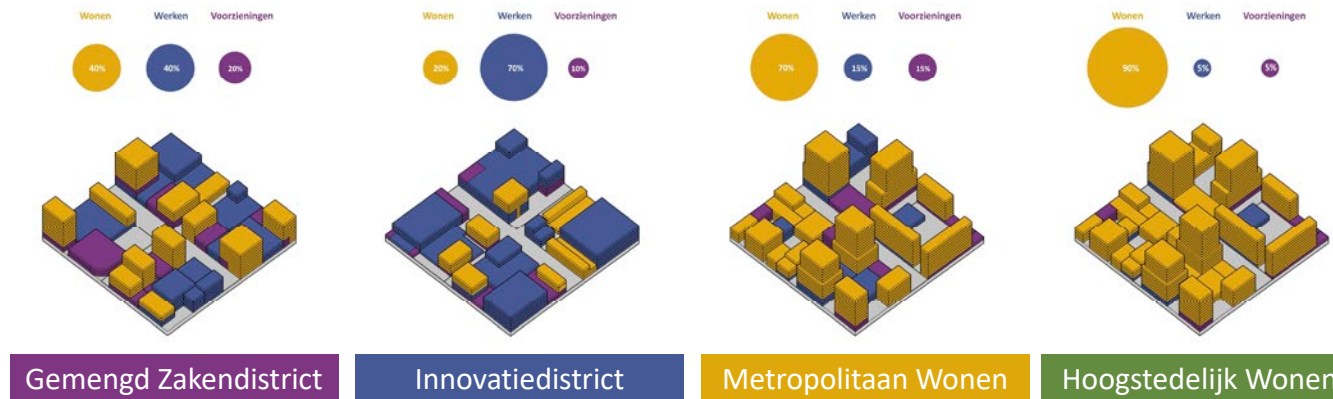 Wonen Werken Voorzieningen
40% 40% 20%
Wonen Werken Voorzieningen
20% 70% 10%
Wonen Werken Voorzieningen
70% 15% 15%
Wonen Werken Voorzieningen
90% 5% 5%
Gemengd Zakendistrict
Innovatiedistrict
Metropolitaan Wonen
Hoogstedelijk Wonen